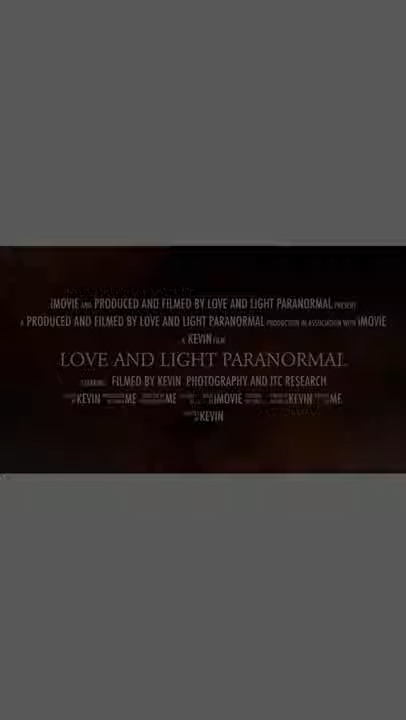 iMOVIE AND PRODUCED AND FILMED BY LOVE AND LIGHT PARANORMAL PRESENT
A PRODUCED AND FILMED BY LOVE AND LIGHT PARANORMAL PRODUCTION IN ASSOCIATION WITH iMOVIE
A KEVIN FILM
LOVE AND LIGHT PARANORMAL
STARRING FILMED BY KEVIN PHOTOGRAPHY AND ITC RESEARCH
KEVIN ME ME iMOVIE KEVIN ME
KEVIN